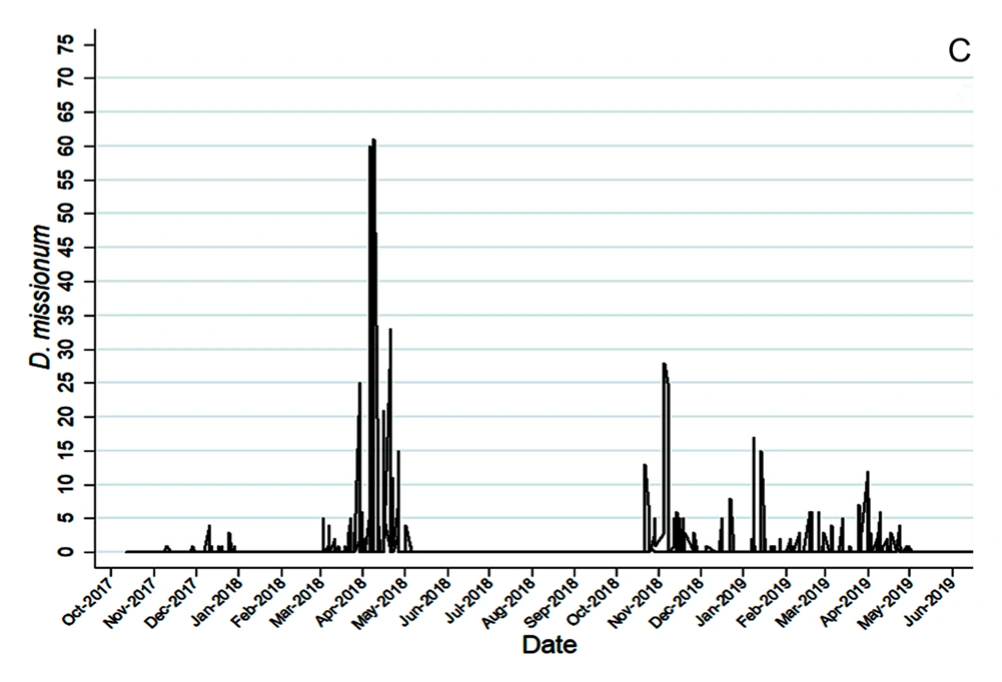 C
75
70
65
60
55
50
45
40
35
30
25
20
15
10
5
0
D. missionum
Oct-2017
Nov-2017
Dec-2017
Jan-2018
Feb-2018
Mar-2018
Apr-2018
May-2018
Jun-2018
Jul-2018
Aug-2018
Sep-2018
Oct-2018
Nov-2018
Dec-2018
Jan-2019
Feb-2019
Mar-2019
Apr-2019
May-2019
Jun-2019
Date